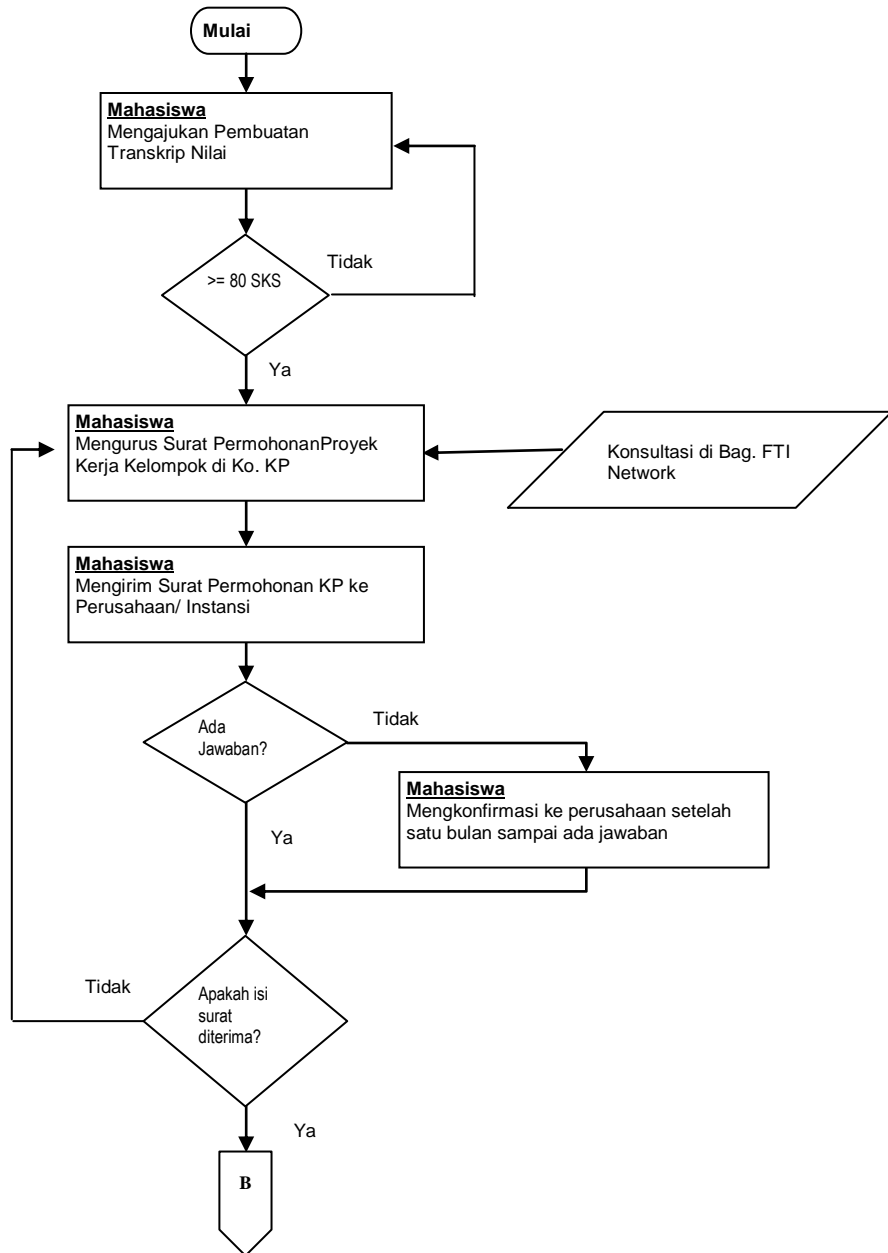 Mulai
Mahasiswa
Mengajukan Pembuatan
Transkrip Nilai
Tidak
>= 80 SKS
Ya
Mahasiswa
Mengurus Surat PermohonanProyek
Kerja Kelompok di Ko. KP
Konsultasi di Bag. FTI
Network
Mahasiswa
Mengirim Surat Permohonan KP ke
Perusahaan/ Instansi
Tidak
Ada
Jawaban?
Mahasiswa
Mengkonfirmasi ke perusahaan setelah
satu bulan sampai ada jawaban
Ya
Tidak
Apakah isi
surat
diterima?
Ya
B